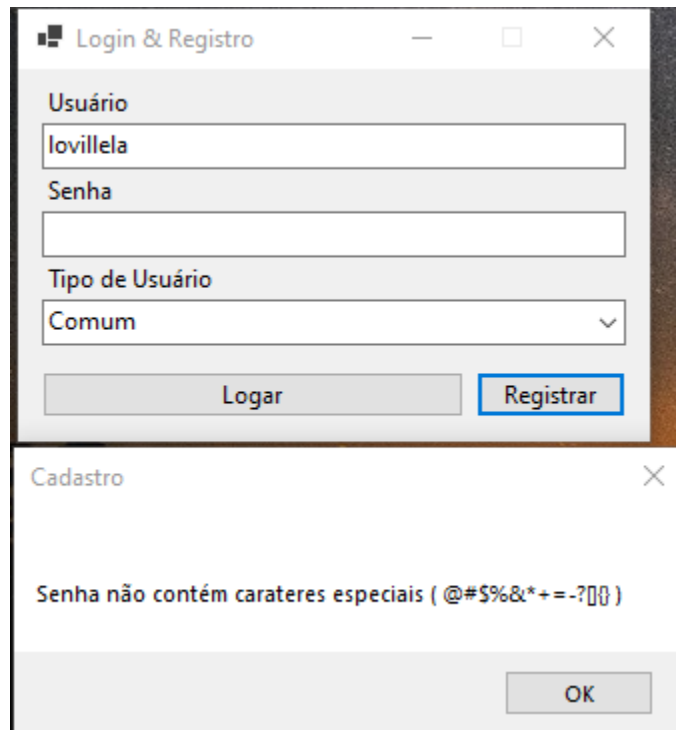 Login & Registro
Usuário
lovillela
Senha
Tipo de Usuário
Comum
Logar
Registrar
Cadastro
Senha não contém carateres especiais ( @#$%&*+=-?[]{} )
OK